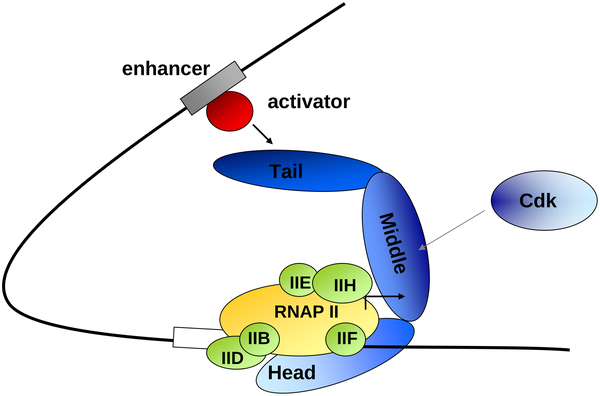 enhancer
activator
Tail
Cdk
Middle
IIE
IIH
RNAP II
IIB
IIF
IID
Head